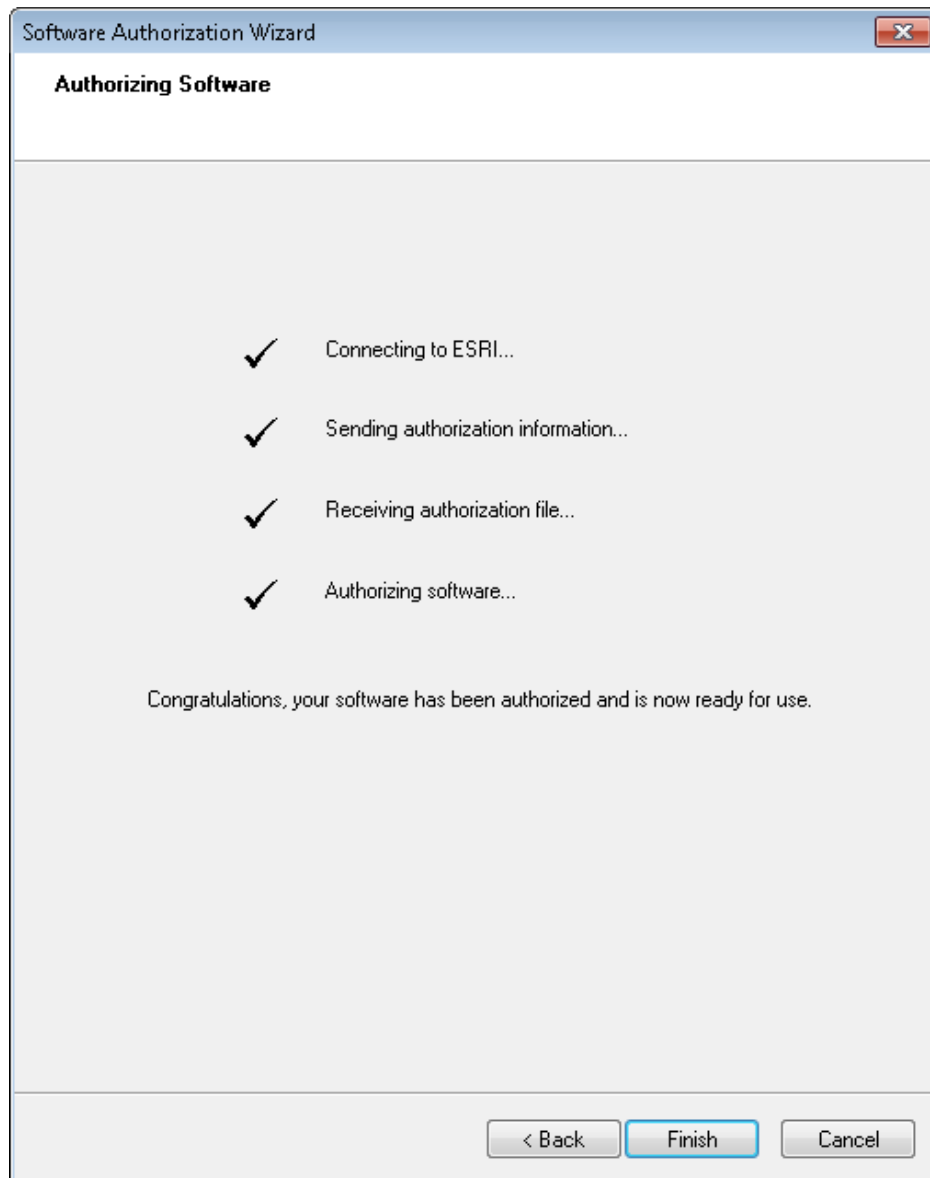 Software Authorization Wizard
Authorizing Software
Connecting to ESRI...
Sending authorization information...
Receiving authorization file...
Authorizing software...
Congratulations, your software has been authorized and is now ready for use.
< Back Finish Cancel